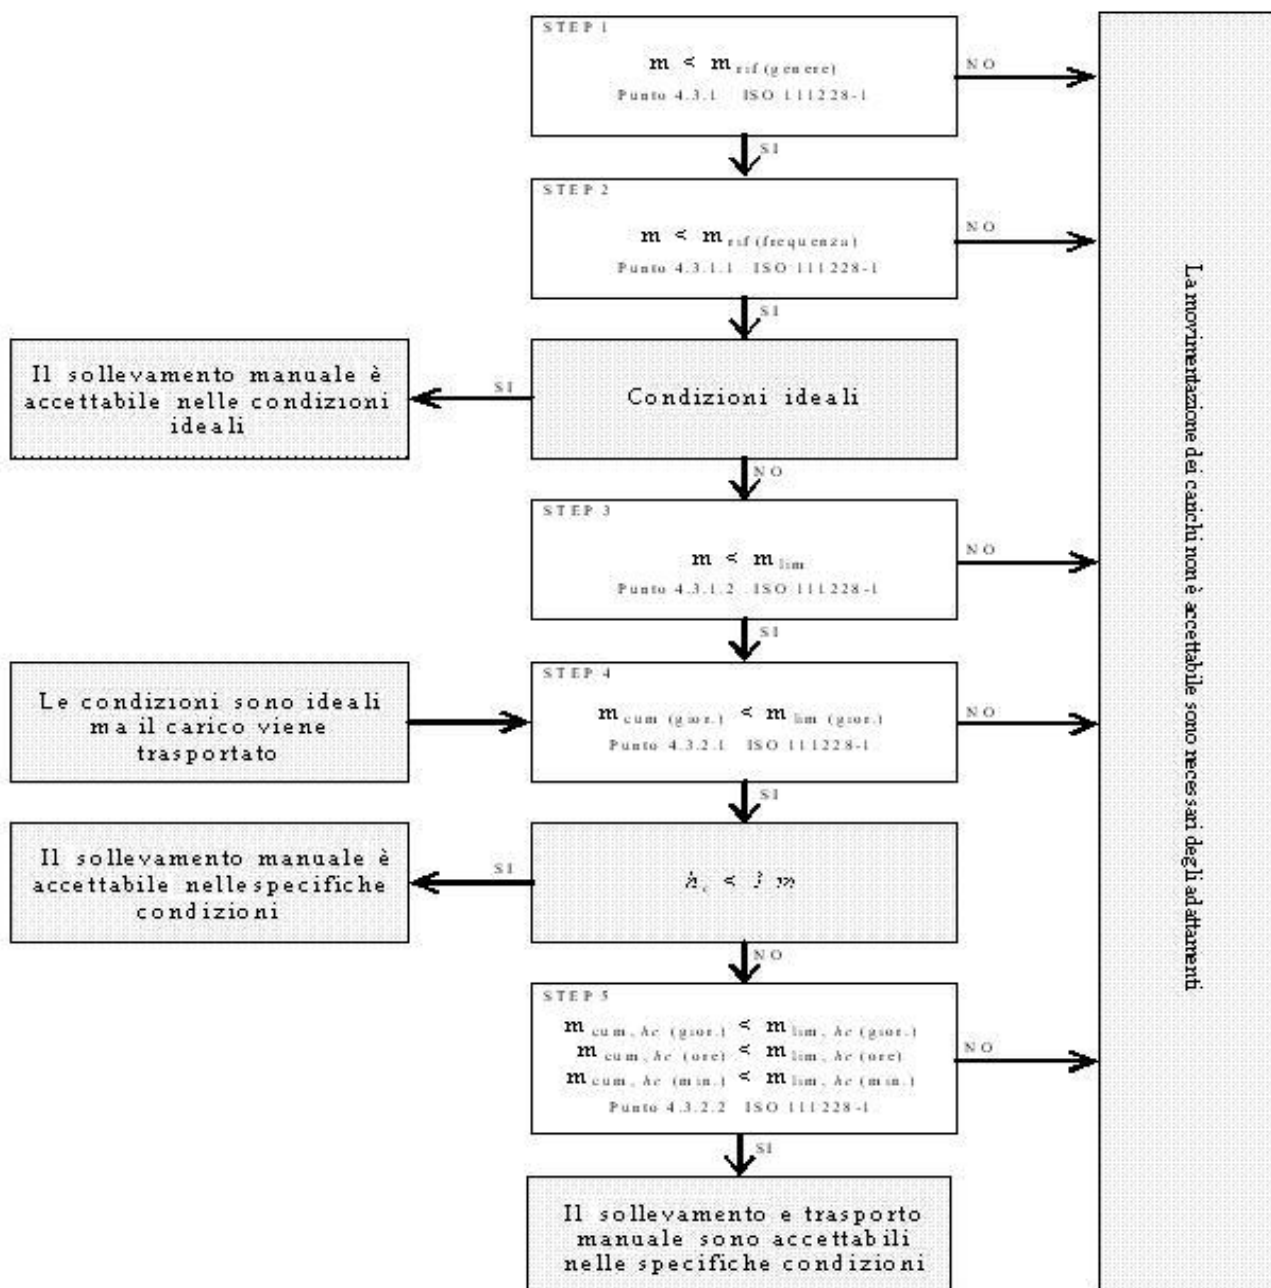 STEP 1
m < m rif (genere)
Punto 4.3.1 ISO 111228-1
NO
SI
STEP 2
m < m rif (frequenza)
Punto 4.3.1.1 ISO 111228-1
NO
SI
Il sollevamento manuale è
accettabile nelle condizioni
ideali
SI
Condizioni ideali
NO
STEP 3
m < m lim
Punto 4.3.1.2 ISO 111228-1
NO
SI
Le condizioni sono ideali
ma il carico viene
trasportato
STEP 4
m cum (gior.) < m lim (gior.)
Punto 4.3.2.1 ISO 111228-1
NO
SI
Il sollevamento manuale è
accettabile nelle specifiche
condizioni
SI
h c < 3 m
NO
STEP 5
m cum, hc (gior.) < m lim, hc (gior.)
m cum, hc (ore) < m lim, hc (ore)
m cum, hc (min.) < m lim, hc (min.)
Punto 4.3.2.2 ISO 111228-1
NO
SI
Il sollevamento e trasporto
manuale sono accettabili
nelle specifiche condizioni
La movimentazione dei carichi non è accettabile sono necessari degli adattamenti